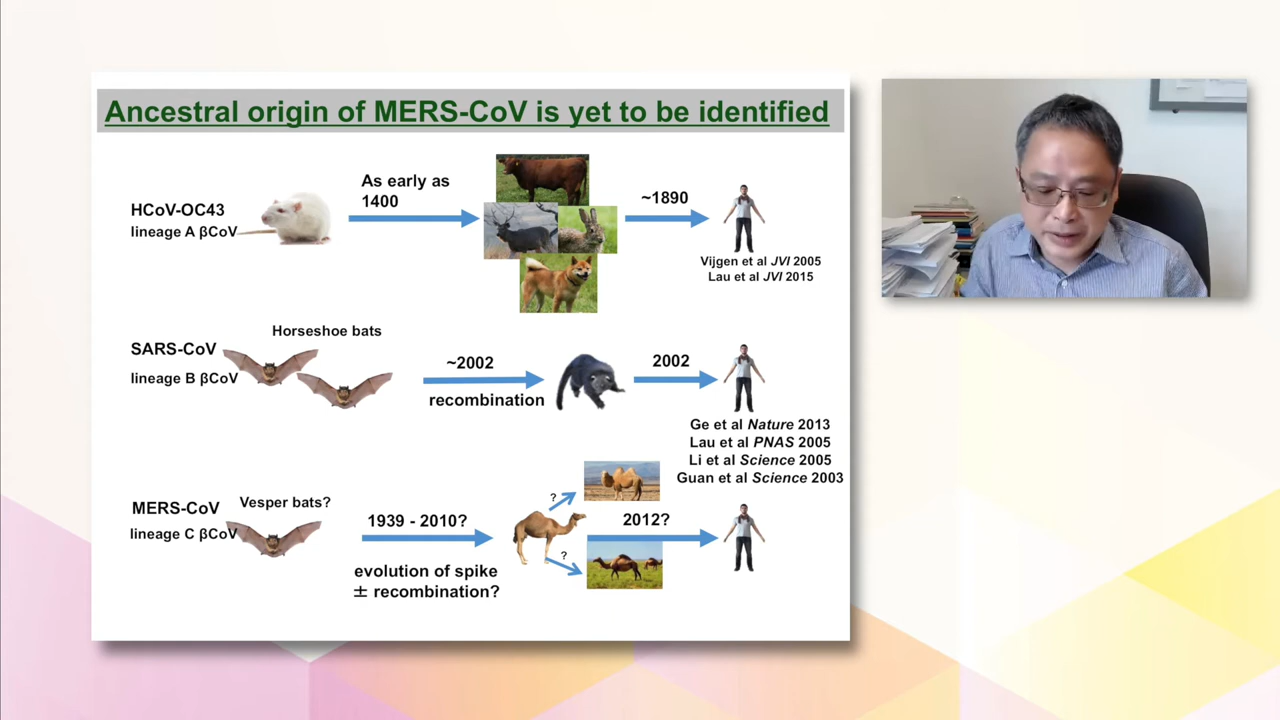 Ancestral origin of MERS-CoV is yet to be identified
HCoV-OC43
lineage A βCoV
As early as
1400
~1890
Vijgen et al JVI 2005
Lau et al JVI 2015
Horseshoe bats
SARS-CoV
lineage B βCoV
~2002
recombination
2002
Ge et al Nature 2013
Lau et al PNAS 2005
Li et al Science 2005
Guan et al Science 2003
Vesper bats?
MERS-CoV
lineage C βCoV
1939 - 2010?
evolution of spike
± recombination?
?
?
2012?